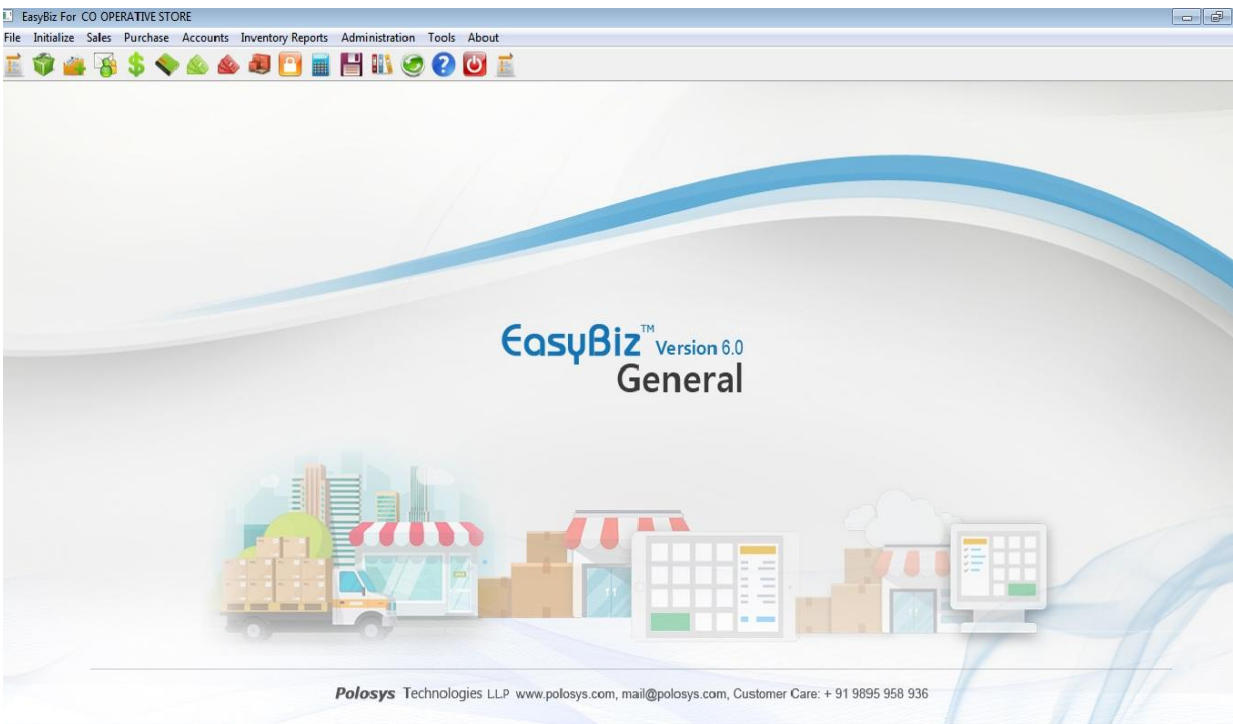 EasyBiz For CO OPERATIVE STORE
File Initialize Sales Purchase Accounts Inventory Reports Administration Tools About
EasyBiz™ Version 6.0
General
Polosys Technologies LLP www.polosys.com, mail@polosys.com, Customer Care: + 91 9895 958 936